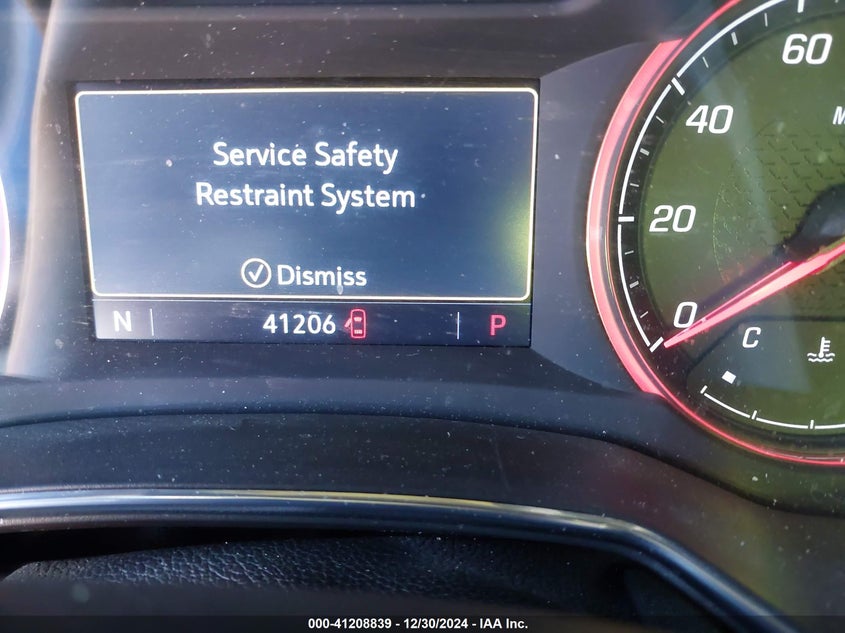 60
M
40
Service Safety
Restraint System
20
Dismiss
0
N 41206 P
C
000-41208839 - 12/30/2024 - IAA Inc.